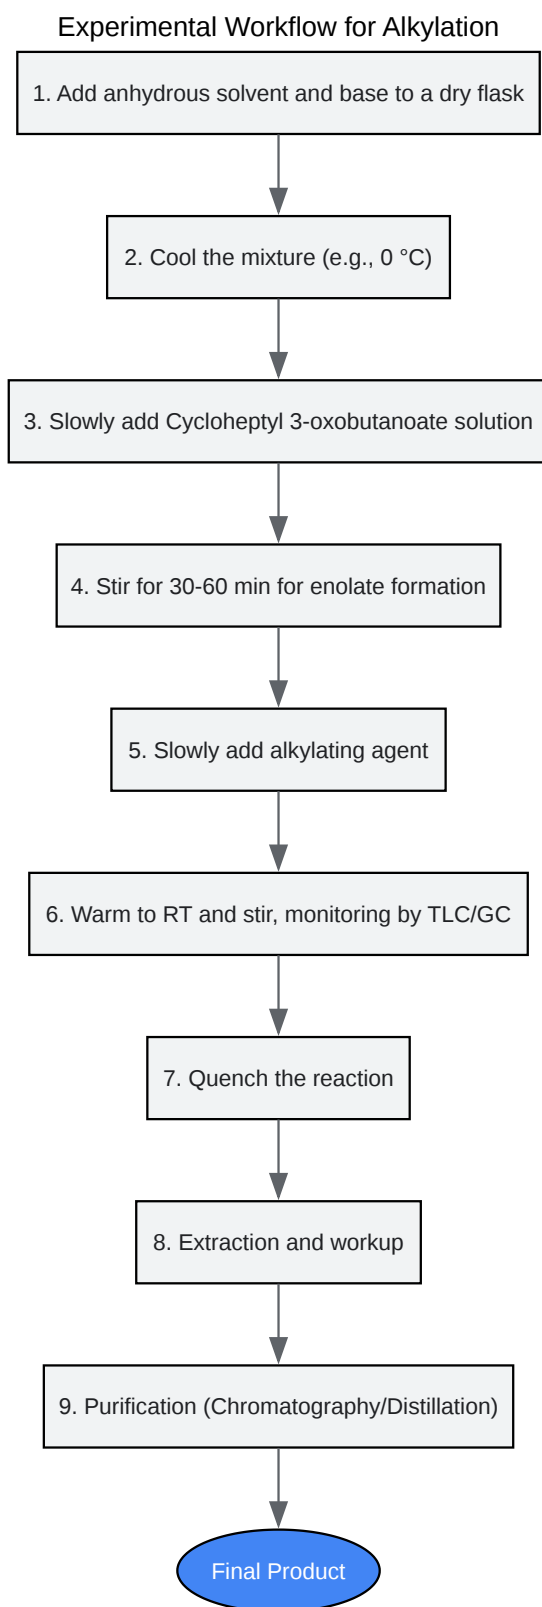 Experimental Workflow for Alkylation
1. Add anhydrous solvent and base to a dry flask
2. Cool the mixture (e.g., 0 °C)
3. Slowly add Cycloheptyl 3-oxobutanoate solution
4. Stir for 30-60 min for enolate formation
5. Slowly add alkylating agent
6. Warm to RT and stir, monitoring by TLC/GC
7. Quench the reaction
8. Extraction and workup
9. Purification (Chromatography/Distillation)
Final Product